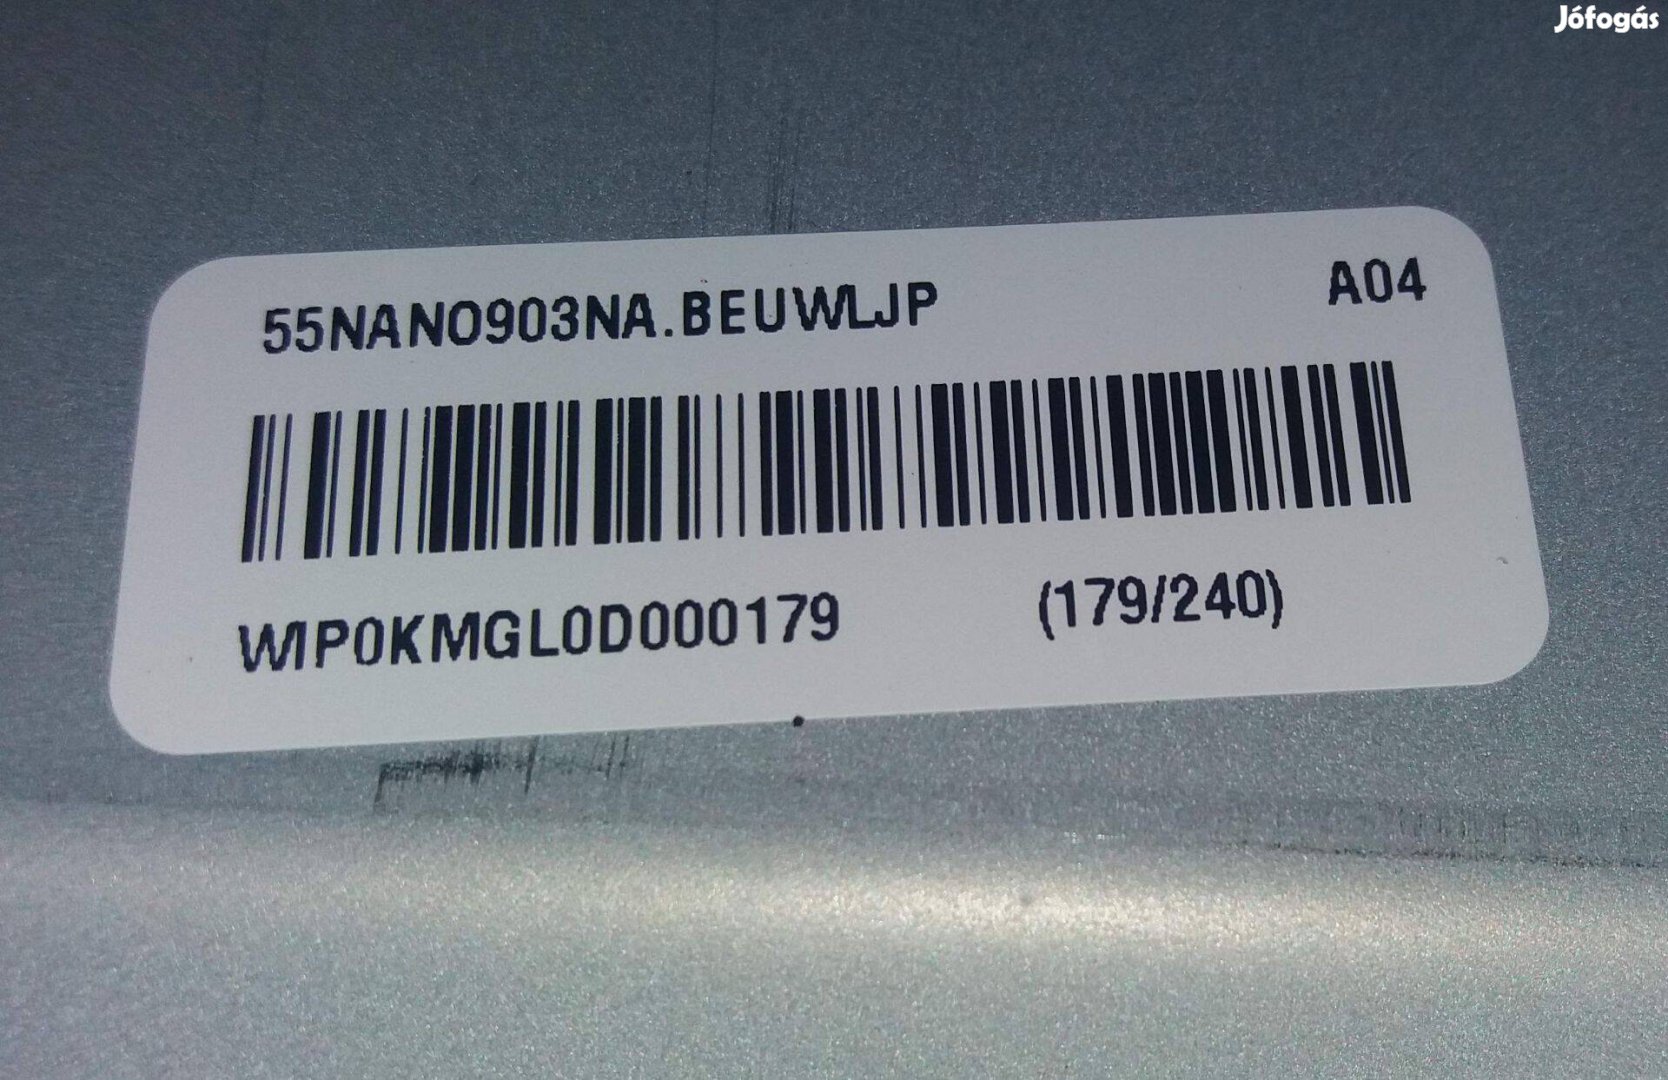 Jófogás
55NANO903NA.BEUWLJP A04
WIP0KMGL0D000179 (179/240)